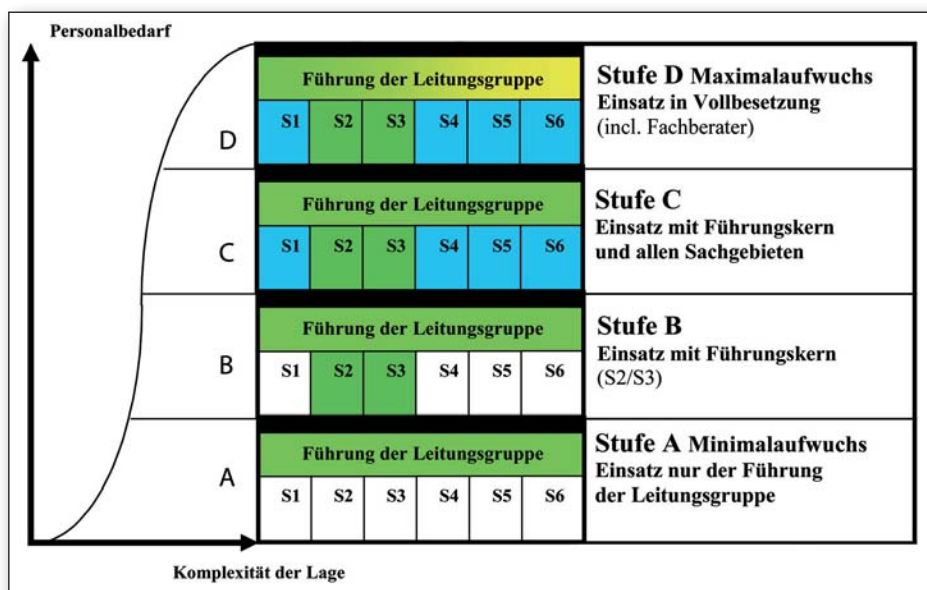 Personalbedarf
D
Führung der Leitungsgruppe
S1 S2 S3 S4 S5 S6
Stufe D Maximalaufwuchs
Einsatz in Vollbesetzung
(incl. Fachberater)
C
Führung der Leitungsgruppe
S1 S2 S3 S4 S5 S6
Stufe C
Einsatz mit Führungskern
und allen Sachgebieten
B
Führung der Leitungsgruppe
S1 S2 S3 S4 S5 S6
Stufe B
Einsatz mit Führungskern
(S2/S3)
A
Führung der Leitungsgruppe
S1 S2 S3 S4 S5 S6
Stufe A Minimalaufwuchs
Einsatz nur der Führung
der Leitungsgruppe
Komplexität der Lage